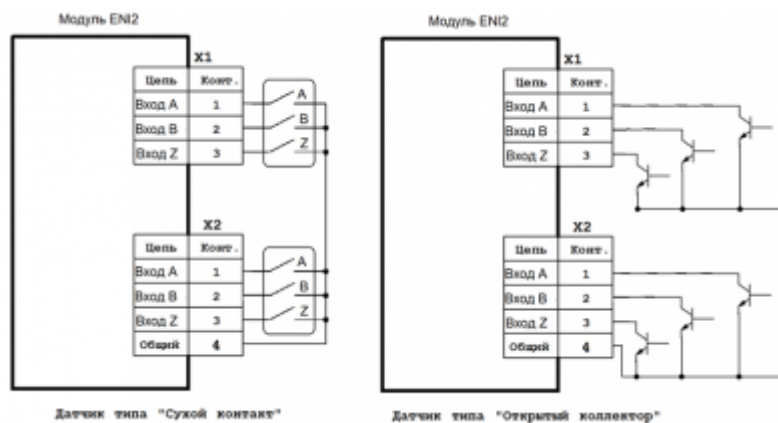 Модуль ENI2
X1
Цепь Конт.
Вход A 1
Вход B 2
Вход Z 3
A
B
Z
X2
Цепь Конт.
Вход A 1
Вход B 2
Вход Z 3
Общий 4
A
B
Z
Датчик типа "Сухой контакт"
Модуль ENI2
X1
Цепь Конт.
Вход A 1
Вход B 2
Вход Z 3
X2
Цепь Конт.
Вход A 1
Вход B 2
Вход Z 3
Общий 4
Датчик типа "Открытый коллектор"